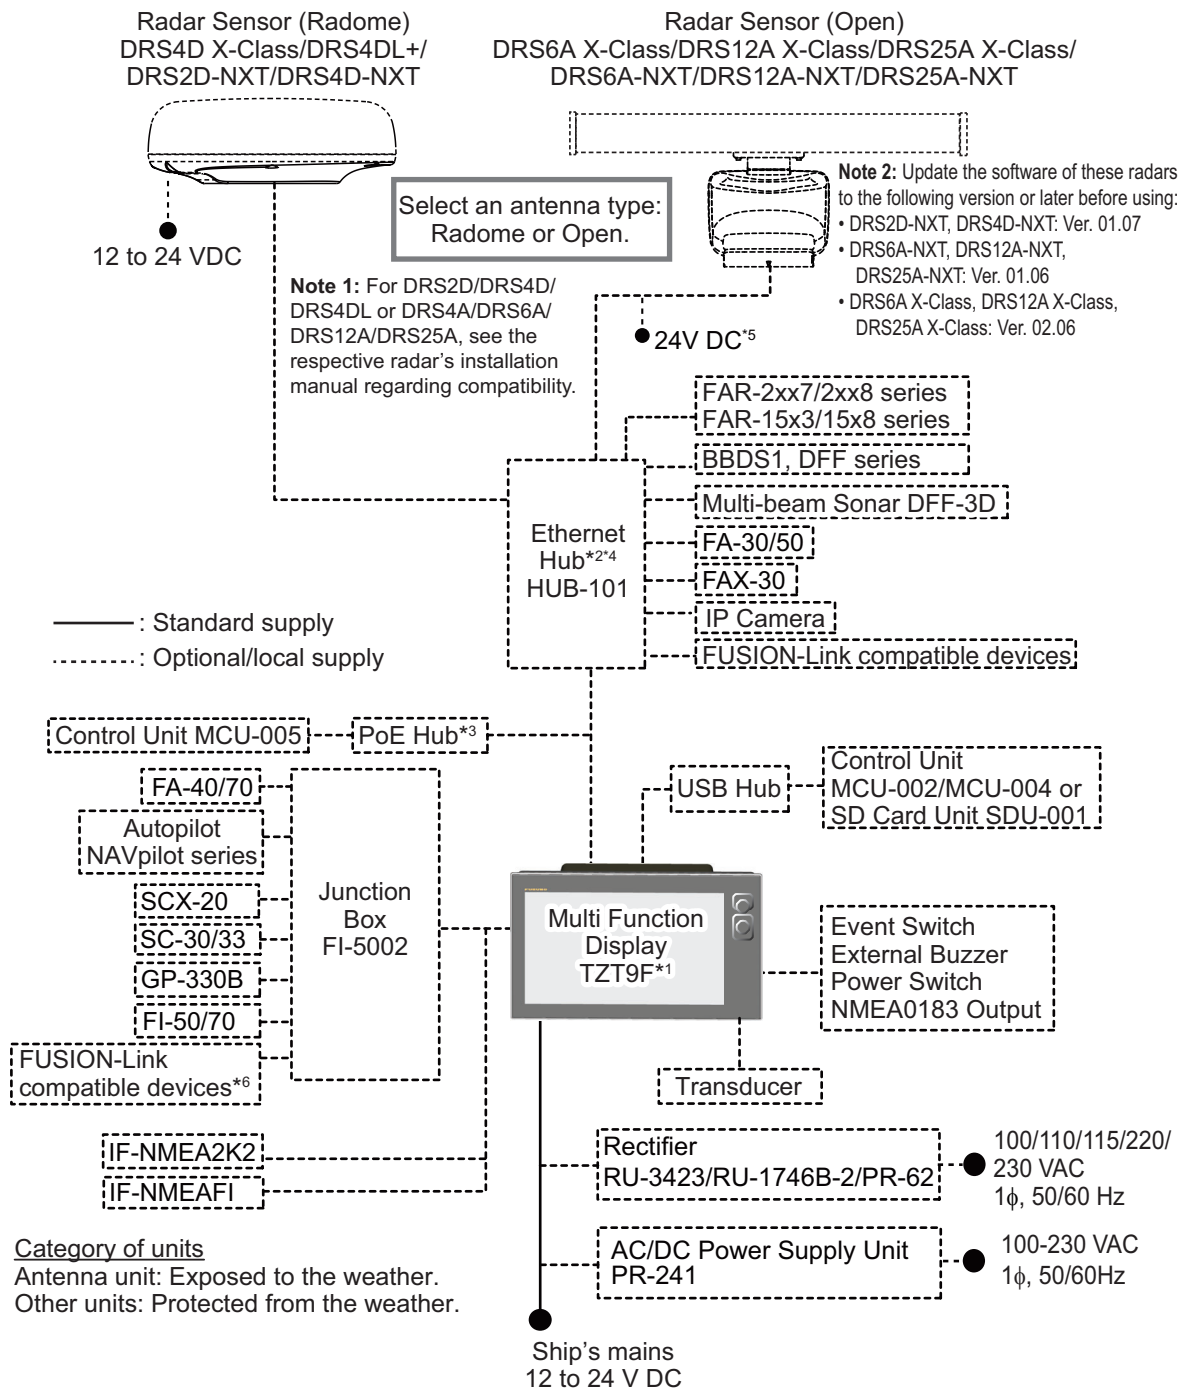 Radar Sensor (Radome)
DRS4D X-Class/DRS4DL+/
DRS2D-NXT/DRS4D-NXT
Radar Sensor (Open)
DRS6A X-Class/DRS12A X-Class/DRS25A X-Class/
DRS6A-NXT/DRS12A-NXT/DRS25A-NXT
12 to 24 VDC
Select an antenna type:
Radome or Open.
Note 1: For DRS2D/DRS4D/
DRS4DL or DRS4A/DRS6A/
DRS12A/DRS25A, see the
respective radar's installation
manual regarding compatibility.
Note 2: Update the software of these radars
to the following version or later before using:
• DRS2D-NXT, DRS4D-NXT: Ver. 01.07
• DRS6A-NXT, DRS12A-NXT,
DRS25A-NXT: Ver. 01.06
• DRS6A X-Class, DRS12A X-Class,
DRS25A X-Class: Ver. 02.06
24V DC*5
Ethernet
Hub*2*4
HUB-101
FAR-2xx7/2xx8 series
FAR-15x3/15x8 series
BBDS1, DFF series
Multi-beam Sonar DFF-3D
FA-30/50
FAX-30
IP Camera
FUSION-Link compatible devices
: Standard supply
: Optional/local supply
Control Unit MCU-005
PoE Hub*3
USB Hub
Control Unit
MCU-002/MCU-004 or
SD Card Unit SDU-001
FA-40/70
Autopilot
NAVpilot series
SCX-20
SC-30/33
GP-330B
FI-50/70
FUSION-Link
compatible devices*6
Junction
Box
FI-5002
FURUNO
Multi Function
Display
TZT9F*1
Event Switch
External Buzzer
Power Switch
NMEA0183 Output
Transducer
IF-NMEA2K2
IF-NMEAFI
Rectifier
RU-3423/RU-1746B-2/PR-62
100/110/115/220/
230 VAC
1ϕ, 50/60 Hz
AC/DC Power Supply Unit
PR-241
100-230 VAC
1ϕ, 50/60Hz
Category of units
Antenna unit: Exposed to the weather.
Other units: Protected from the weather.
Ship's mains
12 to 24 V DC